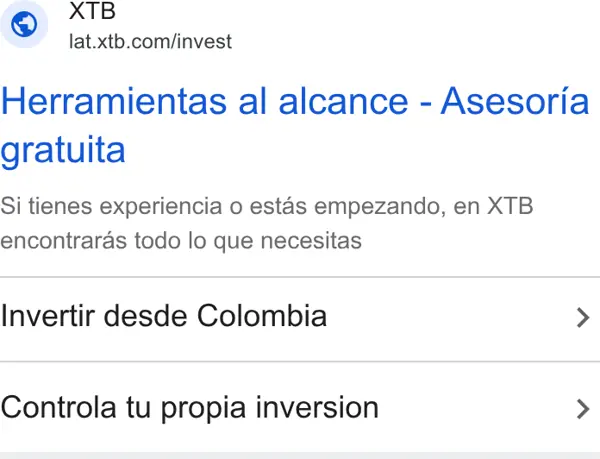 XTB
lat.xtb.com/invest
Herramientas al alcance - Asesoría
gratuita
Si tienes experiencia o estás empezando, en XTB
encontrarás todo lo que necesitas
Invertir desde Colombia
Controla tu propia inversion